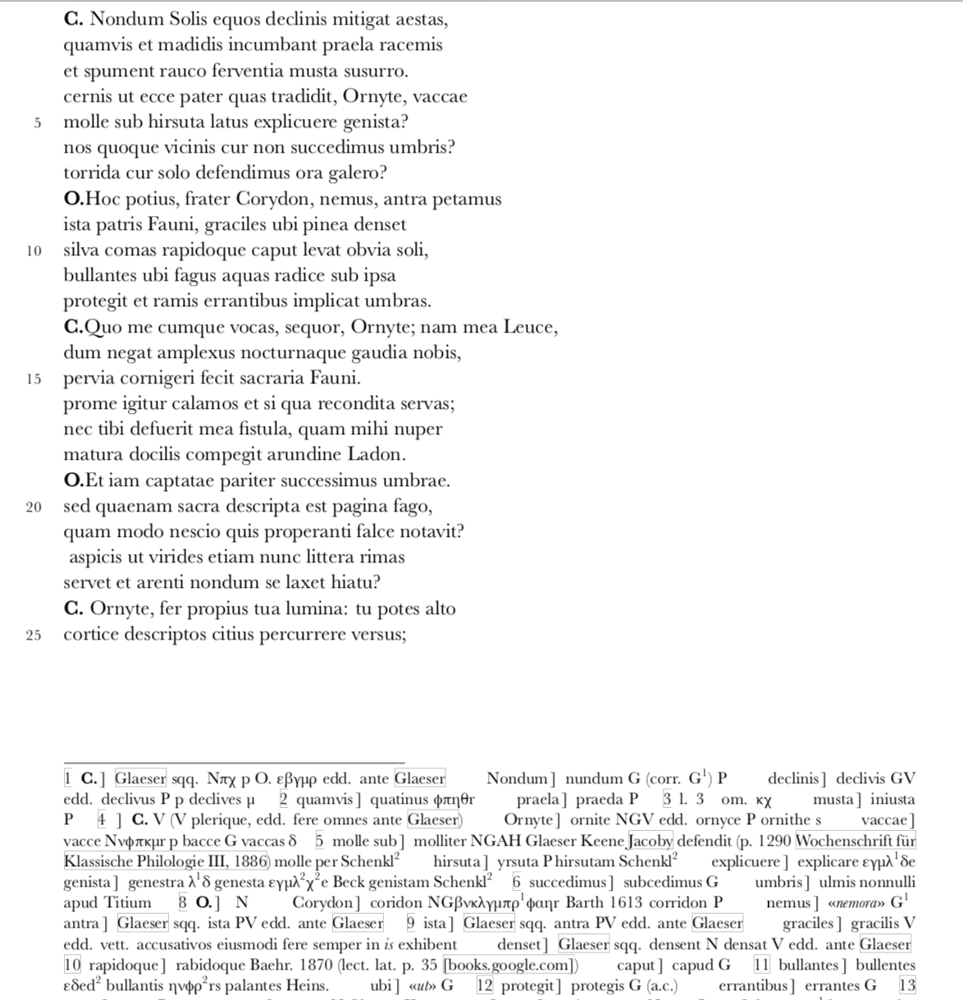 C. Nondum Solis equos declinis mitigat aestas,
quamvis et madidis incumbant praela racemis
et spument rauco ferventia musta susurro.
cernis ut ecce pater quas tradidit, Ornyte, vaccae
5 molle sub hirsuta latus explicuere genista?
nos quoque vicinis cur non succedimus umbris?
torrida cur solo defendimus ora galero?
O.Hoc potius, frater Corydon, nemus, antra petamus
ista patris Fauni, graciles ubi pinea denset
10 silva comas rapidoque caput levat obvia soli,
bullantes ubi fagus aquas radice sub ipsa
protegit et ramis errantibus implicat umbras.
C.Quo me cumque vocas, sequor, Ornyte; nam mea Leuce,
dum negat amplexus nocturnaque gaudia nobis,
15 pervia cornigeri fecit sacraria Fauni.
prome igitur calamos et si qua recondita servas;
nec tibi defuerit mea fistula, quam mihi nuper
matura docilis compegit arundine Ladon.
O.Et iam captatae pariter successimus umbrae.
20 sed quaenam sacra descripta est pagina fago,
quam modo nescio quis properanti falce notavit?
aspicis ut virides etiam nunc littera rimas
servet et arenti nondum se laxet hiatu?
C. Ornyte, fer propius tua lumina: tu potes alto
25 cortice descriptos citius percurrere versus;
1 C.] Glaeser sqq. Nπχ p O. εβγμρ edd. ante Glaeser Nondum] nundum G (corr. G¹) P declinis] declivis GV
edd. declivus P p declives μ 2 quamvis] quatinus φπηθr praela] praeda P 3 l. 3 om. κχ musta] iniusta
P 4 ] C. V (V plerique, edd. fere omnes ante Glaeser) Ornyte] ornite NGV edd. ornyce P ornithe s vaccae]
vacce Nνφπκμr p bacce G vaccas δ 5 molle sub] molliter NGAH Glaeser Keene Jacoby defendit (p. 1290 Wochenschrift für
Klassische Philologie III, 1886) molle per Schenkl² hirsuta] yrsuta P hirsutam Schenkl² explicuere] explicare εγμλ¹δe
genista] genestra λ¹δ genesta εγμλ²χ²e Beck genistam Schenkl² 6 succedimus] subcedimus G umbris] ulmis nonnulli
apud Titium 8 O.] N Corydon] coridon NGβνκλγμπρ¹φαηr Barth 1613 corridon P nemus] «nemora» G¹
antra] Glaeser sqq. ista PV edd. ante Glaeser 9 ista] Glaeser sqq. antra PV edd. ante Glaeser graciles] gracilis V
edd. vett. accusativos eiusmodi fere semper in is exhibent denset] Glaeser sqq. densent N densat V edd. ante Glaeser
10 rapidoque] rabidoque Baehr. 1870 (lect. lat. p. 35 [books.google.com]) caput] capud G 11 bullantes] bullentes
εδed² bullantis ηνφρ²rs palantes Heins. ubi] «ut» G 12 protegit] protegis G (a.c.) errantibus] errantes G 13